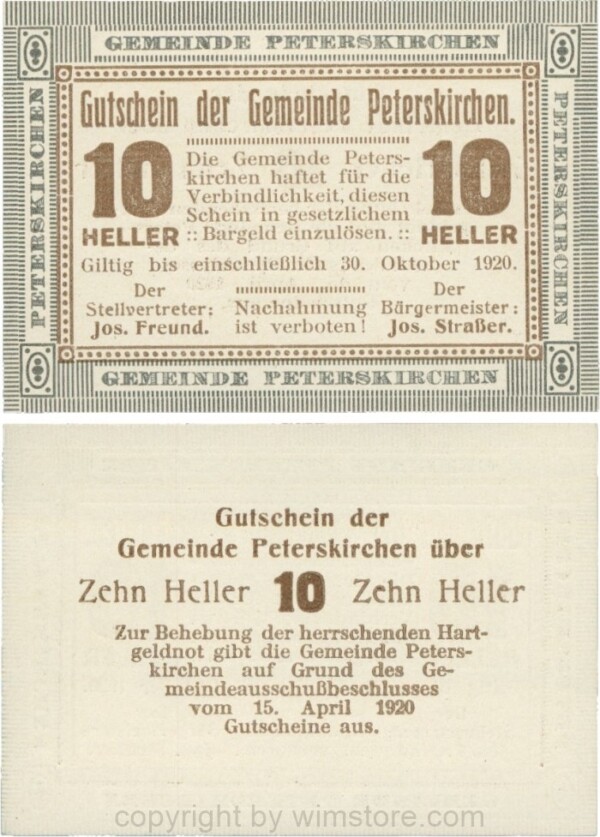 GEMEINDE PETERSKIRCHEN
PETERSKIRCHEN
PETERSKIRCHEN
Gutschein der Gemeinde Peterskirchen.
10
HELLER
Die Gemeinde Peters-
kirchen haftet für die
Verbindlichkeit, diesen
Schein in gesetzlichem
:: Bargeld einzulösen. ::
10
HELLER
Giltig bis einschließlich 30. Oktober 1920.
Der
Stellvertreter:
Jos. Freund.
Nachahmung
ist verboten!
Der
Bürgermeister:
Jos. Straßer.
GEMEINDE PETERSKIRCHEN
Gutschein der
Gemeinde Peterskirchen über
Zehn Heller 10 Zehn Heller
Zur Behebung der herrschenden Hart-
geldnot gibt die Gemeinde Peters-
kirchen auf Grund des Ge-
meindeausschußbeschlusses
vom 15. April 1920
Gutscheine aus.
copyright by wimstore.com